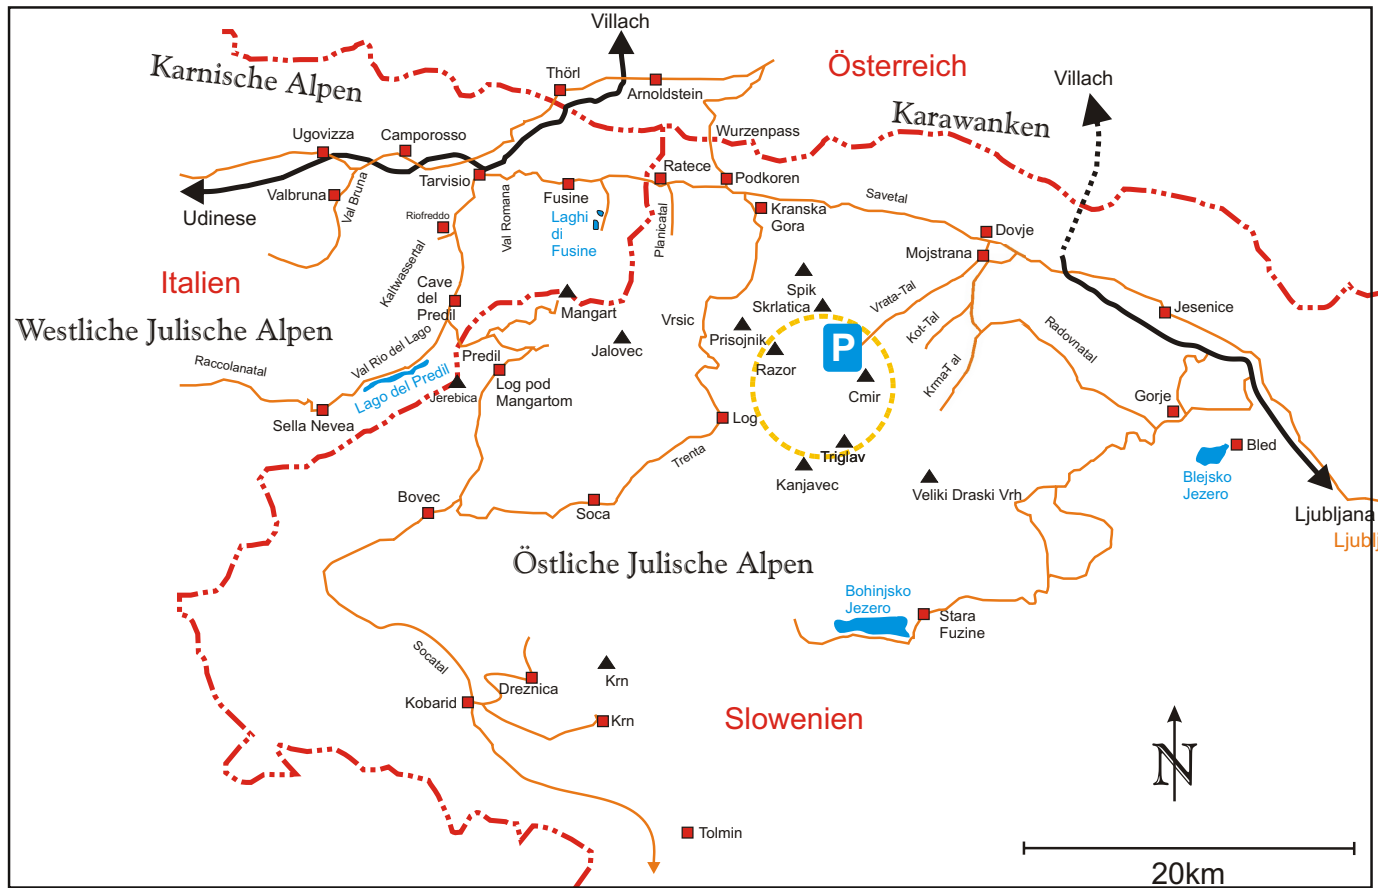 Villach
Österreich
Karnische Alpen
Thörl
Villach
Arnoldstein
Karawanken
Ugovizza
Camporosso
Wurzenpass
Ratece
Tarvisio
Podkoren
Valbruna
Val Bruna
Fusine
Savetal
Udinese
Riofreddo
Val Romana
Laghi
di
Fusine
Planicatal
Kranska
Gora
Dovje
Mojstrana
Kaltwassertal
Italien
Cave
del
Predil
Mangart
Spik
Skrlatica
Vrata-Tal
Jesenice
Westliche Julische Alpen
Vrsic
Prisojnik
Kot-Tal
Radovnatal
Raccolanatal
Val Rio del Lago
Predil
Jalovec
P
Razor
Krma-Tal
Lago del Predil
Jerebica
Log pod
Mangartom
Cmir
Gorje
Sella Nevea
Log
Bled
Trenta
Triglav
Kanjavec
Veliki Draski Vrh
Blejsko
Jezero
Bovec
Soca
Ljubljana
Ljublj
Östliche Julische Alpen
Bohinjsko
Jezero
Stara
Fuzine
Socatal
Dreznica
Krn
Kobarid
Krn
Slowenien
N
Tolmin
20km